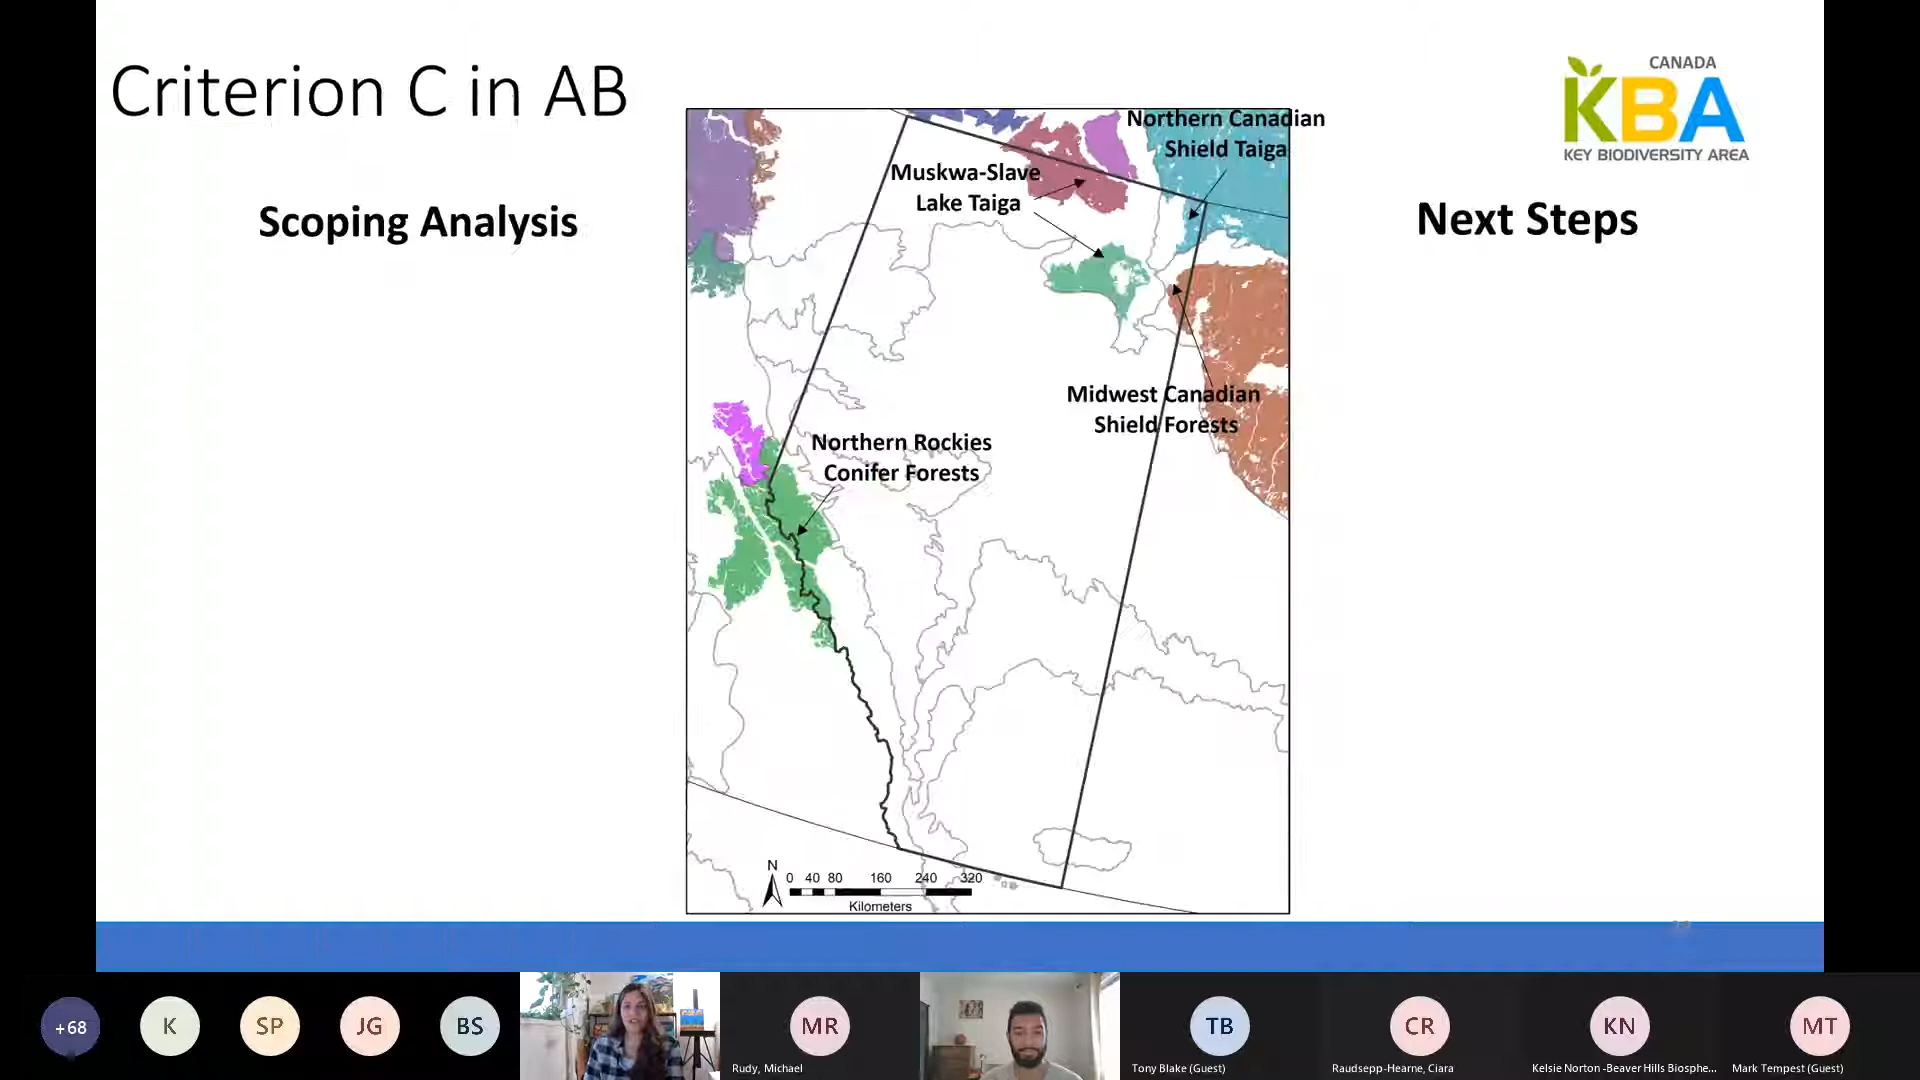 Criterion C in AB
CANADA
KBA
KEY BIODIVERSITY AREA
Scoping Analysis
Next Steps
Northern Canadian
Shield Taiga
Muskwa-Slave
Lake Taiga
Midwest Canadian
Shield Forests
Northern Rockies
Conifer Forests
N
0 40 80 160 240 320
Kilometers
+68
K
SP
JG
BS
MR
Rudy, Michael
TB
Tony Blake (Guest)
CR
Raudsepp-Hearne, Ciara
KN
Kelsie Norton -Beaver Hills Biosphe...
MT
Mark Tempest (Guest)